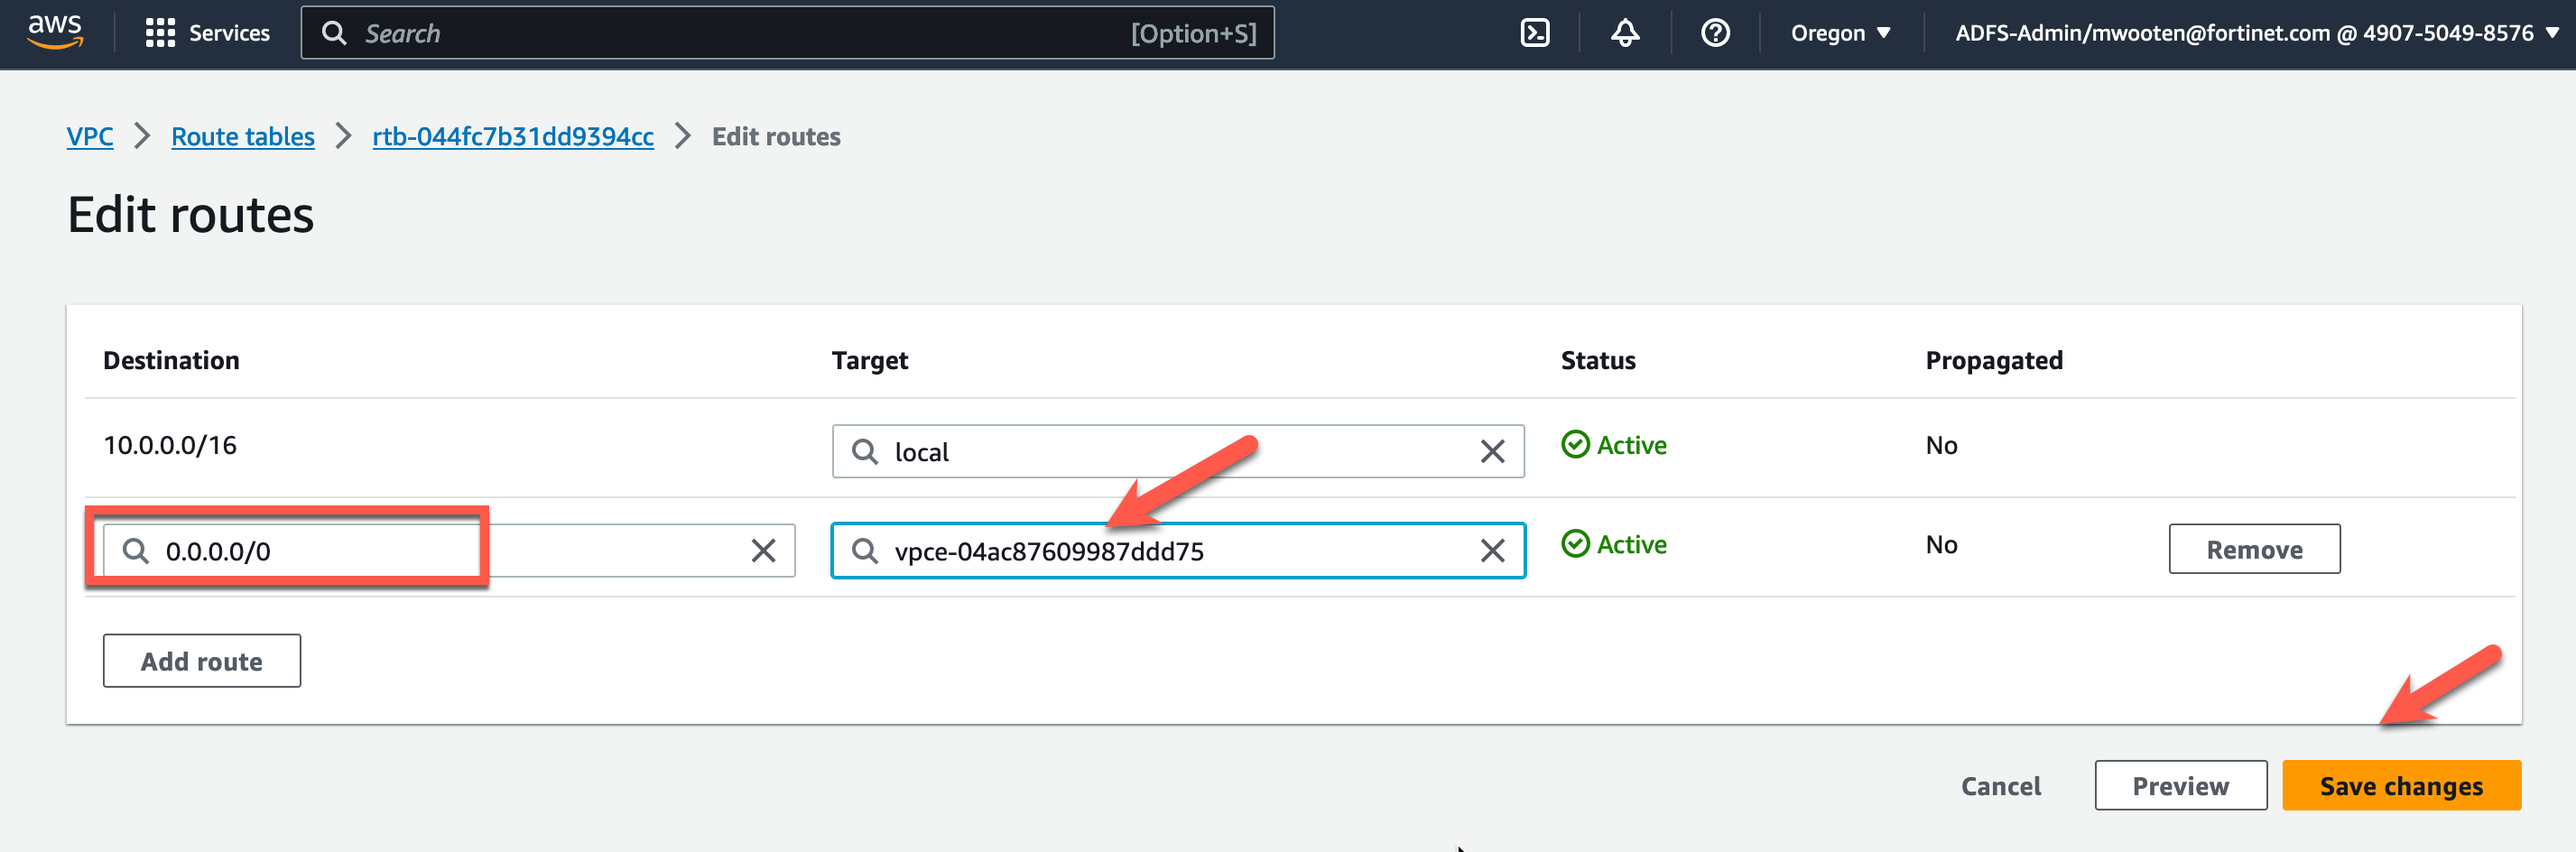 aws Services Search [Option+S] Oregon ADFS-Admin/mwooten@fortinet.com @ 4907-5049-8576
VPC Route tables rtb-044fc7b31dd9394cc Edit routes
Edit routes
Destination Target Status Propagated
10.0.0.0/16 local Active No
0.0.0.0/0 vpce-04ac87609987ddd75 Active No Remove
Add route
Cancel Preview Save changes